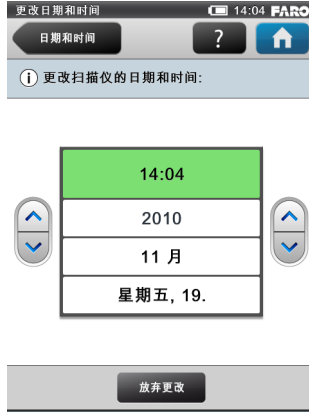 更改日期和时间 14:04 FARO
日期和时间 ?
i 更改扫描仪的日期和时间:
14:04
2010
11 月
星期五, 19.
放弃更改